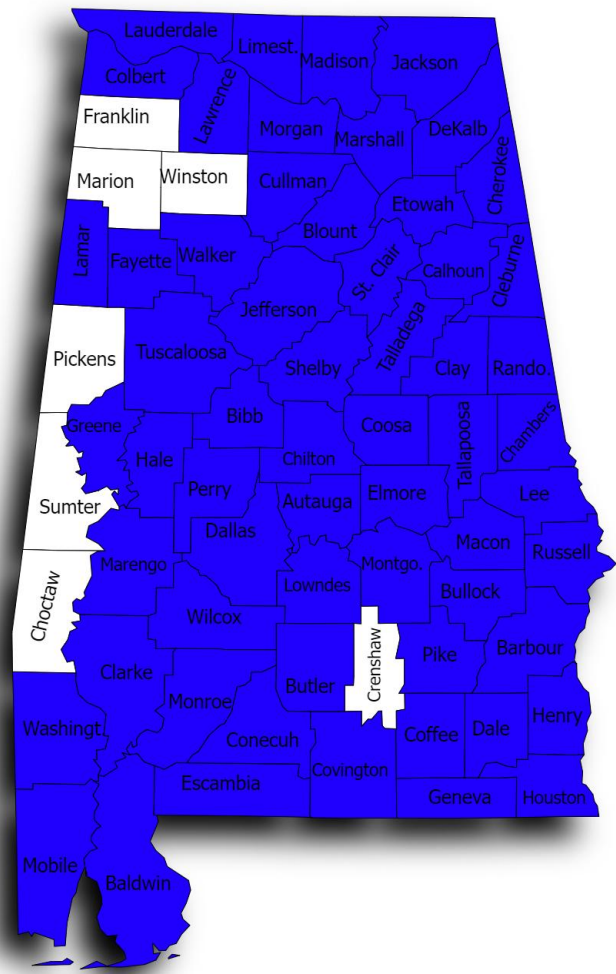 Lauderdale
Limest.
Madison
Jackson
Colbert
Lawrence
Franklin
Morgan
Marshall
DeKalb
Cherokee
Marion
Winston
Cullman
Etowah
Blount
Lamar
Fayette
Walker
St. Clair
Calhoun
Cleburne
Jefferson
Talladega
Pickens
Tuscaloosa
Shelby
Clay
Rando.
Greene
Bibb
Coosa
Tallapoosa
Chambers
Hale
Chilton
Perry
Autauga
Elmore
Lee
Sumter
Dallas
Macon
Russell
Marengo
Lowndes
Montgo.
Bullock
Choctaw
Wilcox
Crenshaw
Pike
Barbour
Clarke
Butler
Monroe
Washingt
Conecuh
Coffee
Dale
Henry
Covington
Escambia
Geneva
Houston
Mobile
Baldwin